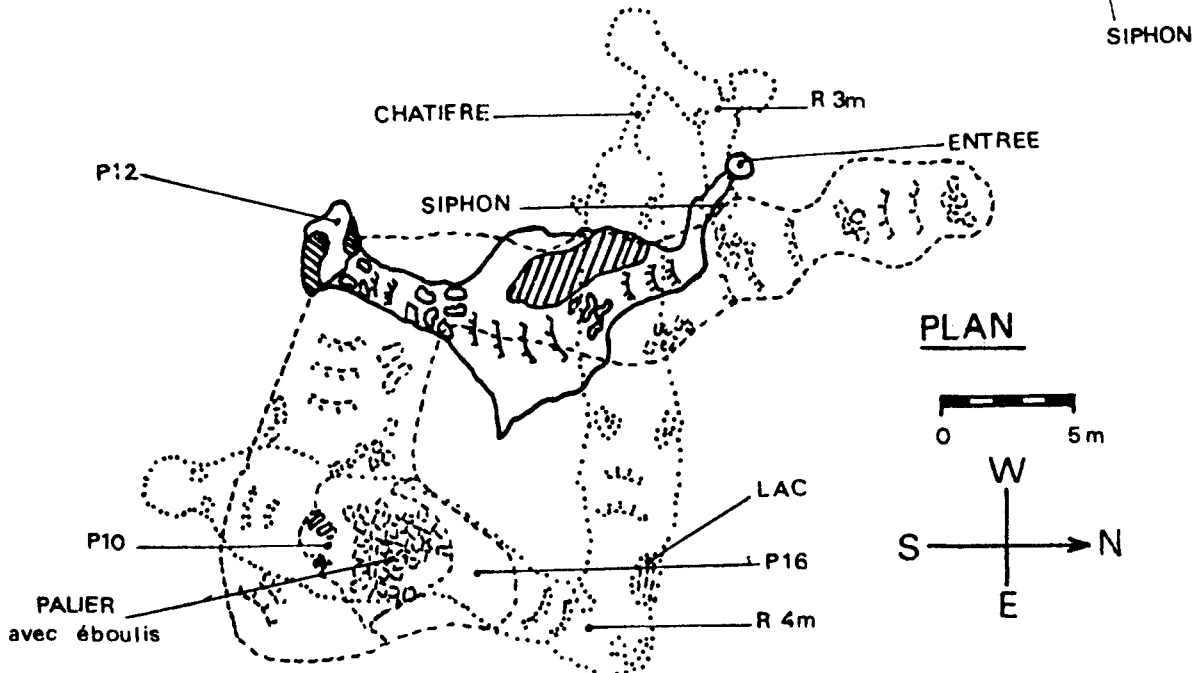 SIPHON
CHATIFRE
R 3m
ENTREE
P12
SIPHON
PLAN
0 5m
W
S N
E
LAC
P10
P16
PALIER
avec éboulis
R 4m